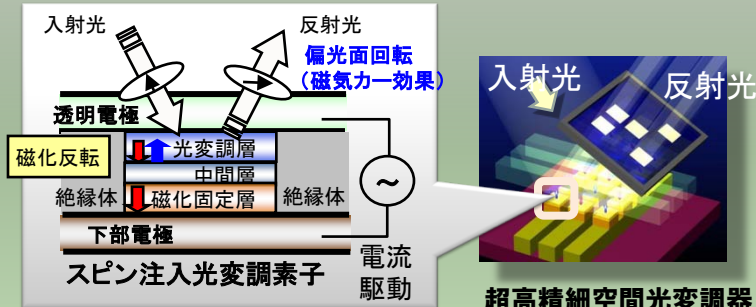 入射光
反射光
偏光面回転
（磁気カー効果）
透明電極
磁化反転
光変調層
中間層
絶縁体
磁化固定層
絶縁体
下部電極
~
スピン注入光変調素子
電流
駆動
入射光
反射光
超高精細空間光変調器